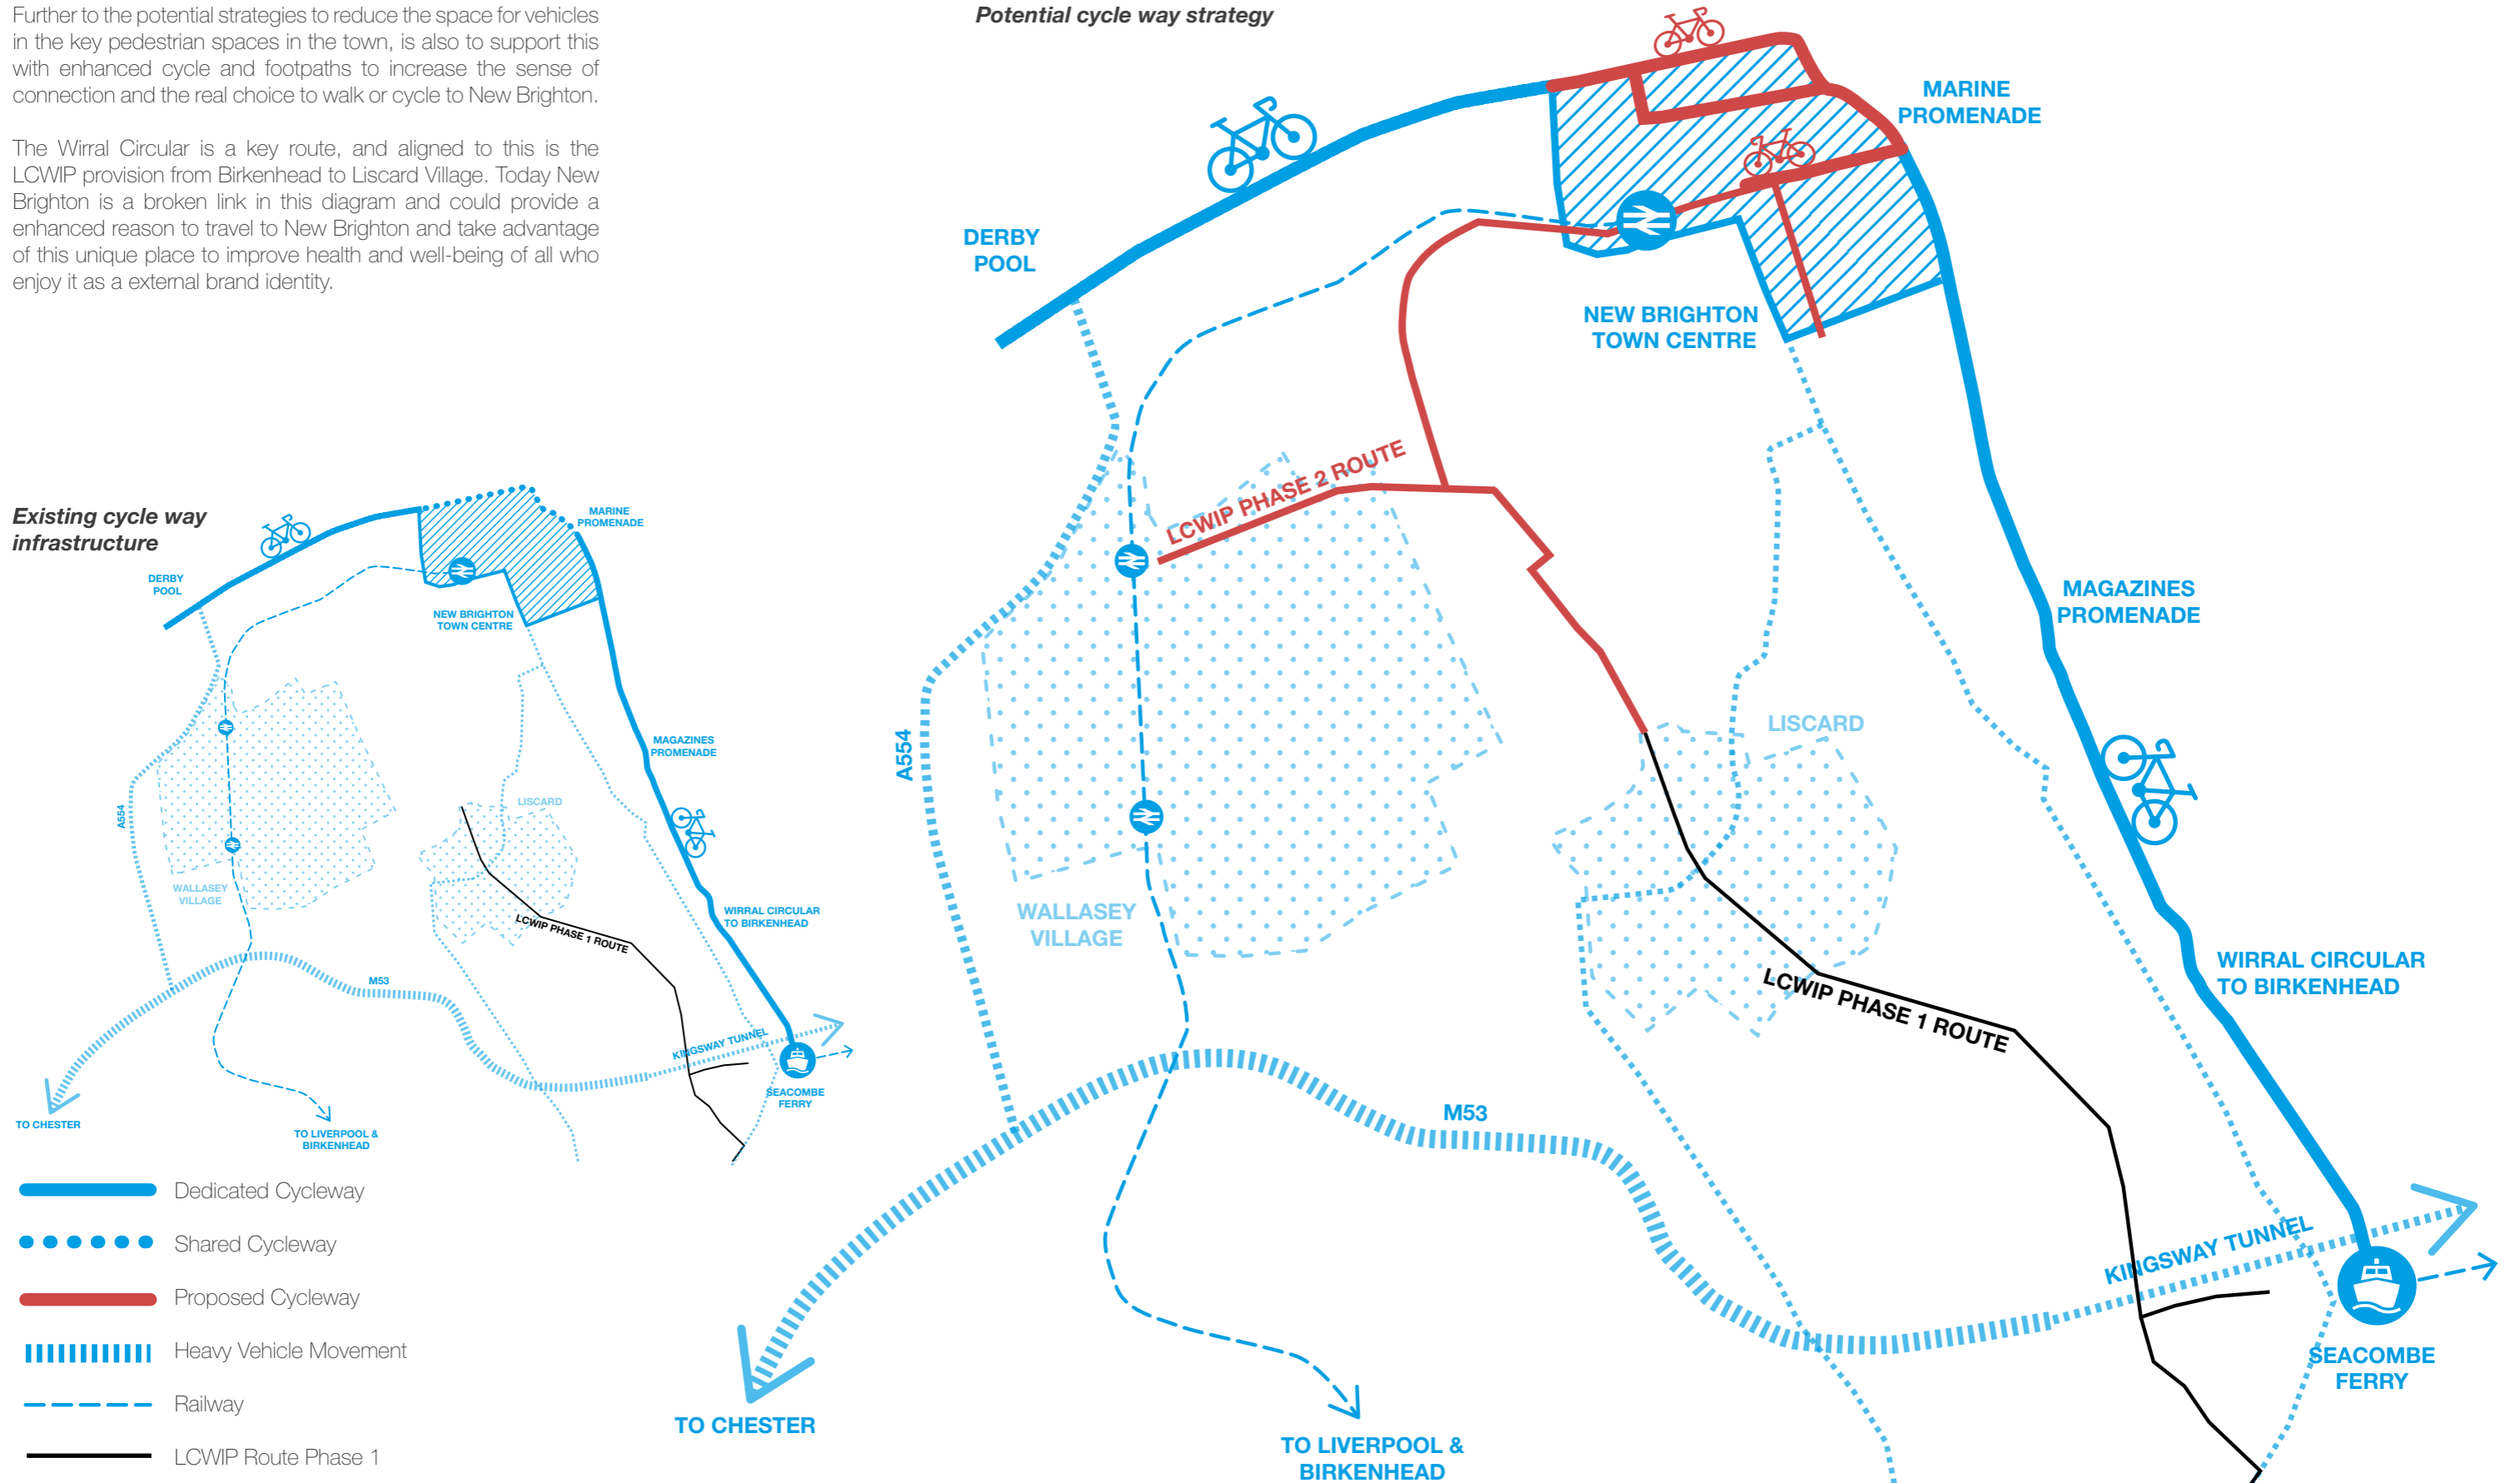 Further to the potential strategies to reduce the space for vehicles
in the key pedestrian spaces in the town, is also to support this
with enhanced cycle and footpaths to increase the sense of
connection and the real choice to walk or cycle to New Brighton.
The Wirral Circular is a key route, and aligned to this is the
LCWIP provision from Birkenhead to Liscard Village. Today New
Brighton is a broken link in this diagram and could provide a
enhanced reason to travel to New Brighton and take advantage
of this unique place to improve health and well-being of all who
enjoy it as a external brand identity.
Existing cycle way
infrastructure
MARINE
PROMENADE
DERBY
POOL
NEW BRIGHTON
TOWN CENTRE
MAGAZINES
PROMENADE
A554
LISCARD
WALLASEY
VILLAGE
LCWIP PHASE 1 ROUTE
WIRRAL CIRCULAR
TO BIRKENHEAD
M53
KINGSWAY TUNNEL
SEACOMBE
FERRY
TO CHESTER
TO LIVERPOOL &
BIRKENHEAD
Dedicated Cycleway
Shared Cycleway
Proposed Cycleway
Heavy Vehicle Movement
Railway
LCWIP Route Phase 1
Potential cycle way strategy
MARINE
PROMENADE
DERBY
POOL
NEW BRIGHTON
TOWN CENTRE
LCWIP PHASE 2 ROUTE
MAGAZINES
PROMENADE
A554
LISCARD
WALLASEY
VILLAGE
LCWIP PHASE 1 ROUTE
WIRRAL CIRCULAR
TO BIRKENHEAD
M53
KINGSWAY TUNNEL
SEACOMBE
FERRY
TO CHESTER
TO LIVERPOOL &
BIRKENHEAD